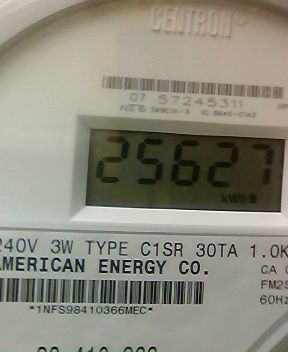 CENTRON®
07 57245311
25627
kWh
240V 3W TYPE C1SR 30TA 1.0K
AMERICAN ENERGY CO.
CA
FM2S
60Hz
*1NFS98410366MEC*